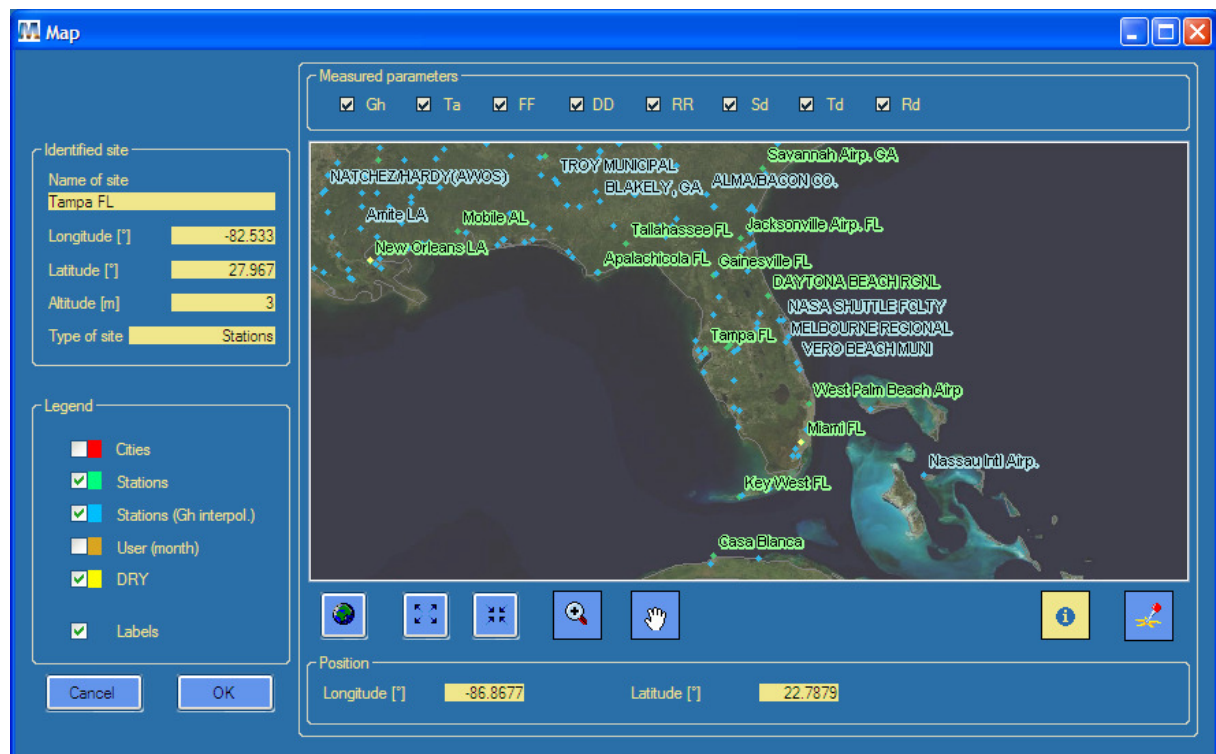 Map
Measured parameters
Gh Ta FF DD RR Sd Td Rd
Identified site
Name of site
Tampa FL
Longitude [°] -82.533
Latitude [°] 27.967
Altitude [m] 3
Type of site Stations
Legend
Cities
Stations
Stations (Gh interpol.)
User (month)
DRY
Labels
Cancel OK
Savannah Airp. GA
TROY MUNICIPAL
NATCHEZ/HARDY(AWOS)
BLAKELY, GA ALMA/BACON CO.
Amite LA Mobile AL
Tallahassee FL Jacksonville Airp. FL
New Orleans LA
Apalachicola FL Gainesville FL
DAYTONA BEACH RGNL
NASA SHUTTLE FCLTY
Tampa FL MELBOURNE REGIONAL
VERO BEACH MUNI
West Palm Beach Airp
Miami FL
Nassau Intl Airp.
Key West FL
Casa Blanca
Position
Longitude [°] -86.8677 Latitude [°] 22.7879